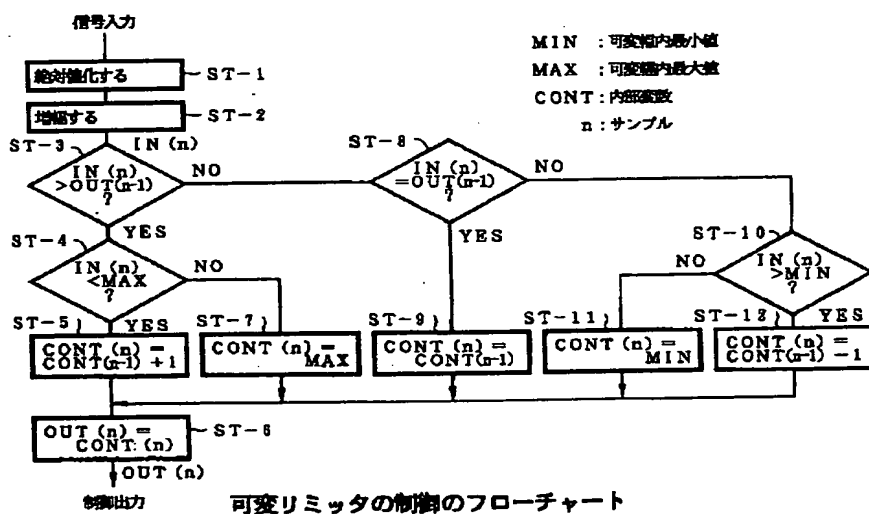 信号入力
MIN :可変幅内最小値
MAX :可変幅内最大値
CONT:内部変数
n:サンプル
絶対値化する
ST-1
増幅する
ST-2
IN (n)
ST-3
IN (n)
>OUT(n-1)
?
NO
YES
ST-8
IN (n)
=OUT(n-1)
?
NO
YES
ST-4
IN (n)
<MAX
?
NO
YES
ST-10
IN (n)
>MIN
?
NO
YES
ST-5
CONT (n) =
CONT(n-1) +1
ST-7
CONT (n) =
MAX
ST-9
CONT (n) =
CONT(n-1)
ST-11
CONT (n) =
MIN
ST-12
CONT (n) =
CONT(n-1) -1
OUT (n) =
CONT: (n)
ST-6
OUT (n)
制御出力
可変リミッタの制御のフローチャート